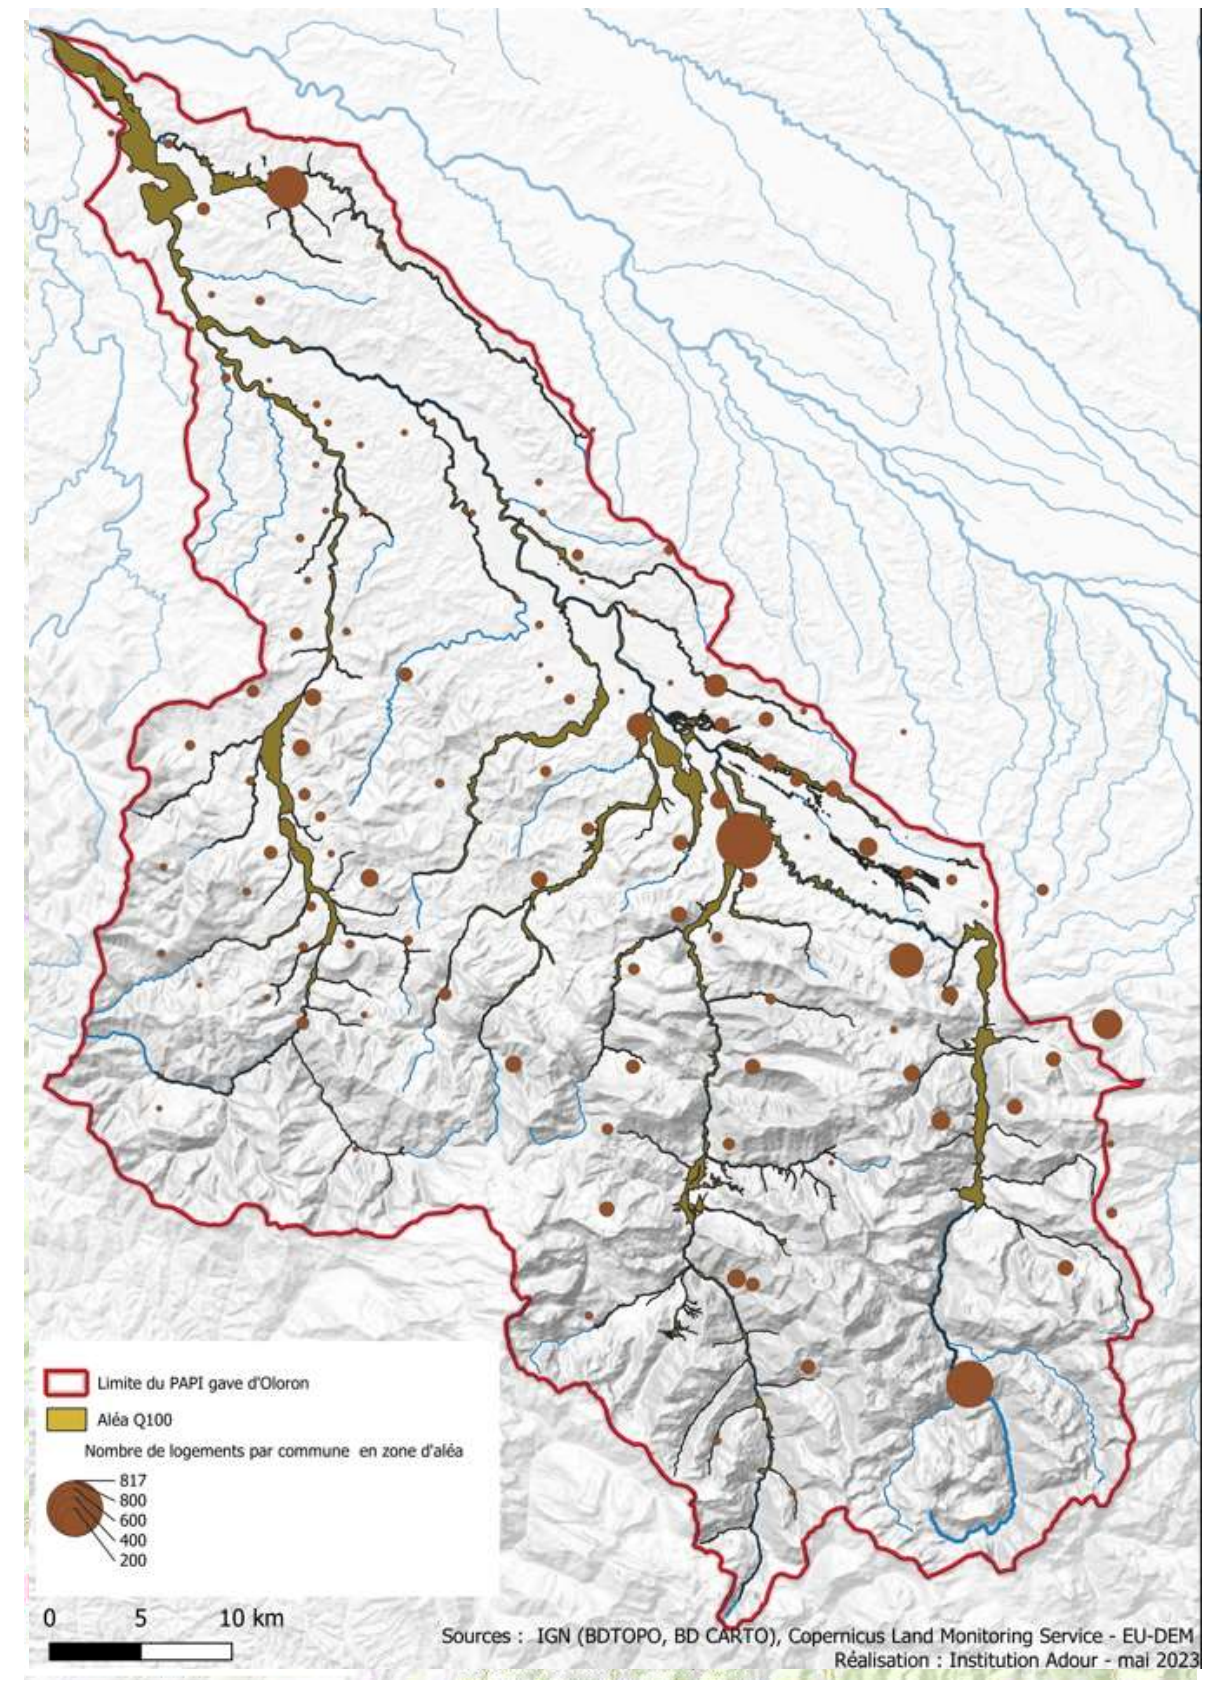 Limite du PAPI gave d'Oloron
Aléa Q100
Nombre de logements par commune en zone d'aléa
817
800
600
400
200
0 5 10 km
Sources : IGN (BDTOPO, BD CARTO), Copernicus Land Monitoring Service - EU-DEM
Réalisation : Institution Adour - mai 2023